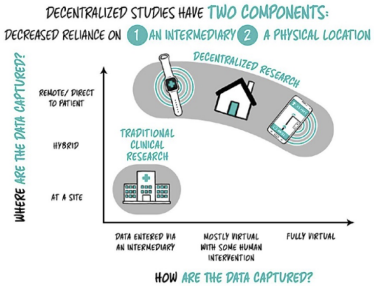 DECENTRALIZED STUDIES HAVE TWO COMPONENTS:
DECREASED RELIANCE ON 1 AN INTERMEDIARY 2 A PHYSICAL LOCATION
WHERE ARE THE DATA CAPTURED?
REMOTE/ DIRECT
TO PATIENT
HYBRID
AT A SITE
DECENTRALIZED RESEARCH
TRADITIONAL
CLINICAL
RESEARCH
DATA ENTERED VIA
AN INTERMEDIARY
MOSTLY VIRTUAL
WITH SOME HUMAN
INTERVENTION
FULLY VIRTUAL
HOW ARE THE DATA CAPTURED?